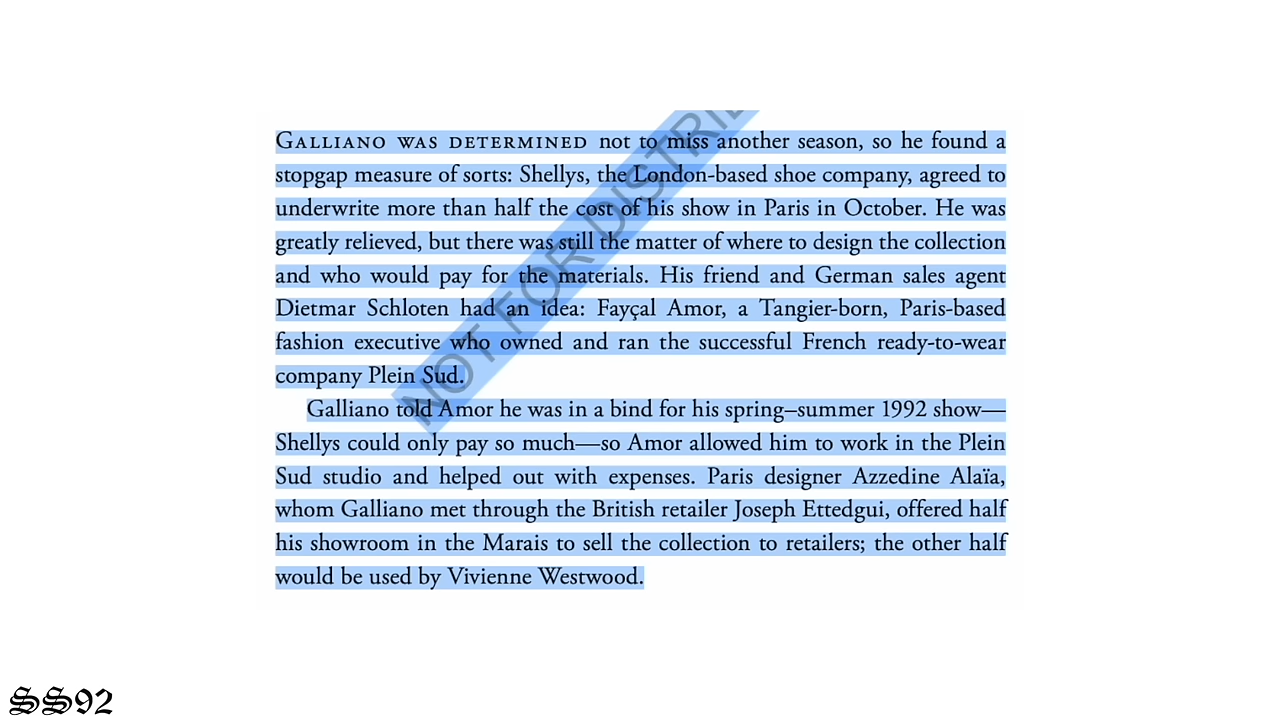 GALLIANO WAS DETERMINED not to miss another season, so he found a
stopgap measure of sorts: Shellys, the London-based shoe company, agreed to
underwrite more than half the cost of his show in Paris in October. He was
greatly relieved, but there was still the matter of where to design the collection
and who would pay for the materials. His friend and German sales agent
Dietmar Schloten had an idea: Fayçal Amor, a Tangier-born, Paris-based
fashion executive who owned and ran the successful French ready-to-wear
company Plein Sud.
Galliano told Amor he was in a bind for his spring–summer 1992 show—
Shellys could only pay so much—so Amor allowed him to work in the Plein
Sud studio and helped out with expenses. Paris designer Azzedine Alaïa,
whom Galliano met through the British retailer Joseph Ettedgui, offered half
his showroom in the Marais to sell the collection to retailers; the other half
would be used by Vivienne Westwood.
NOT FOR DISTRIB
SS92